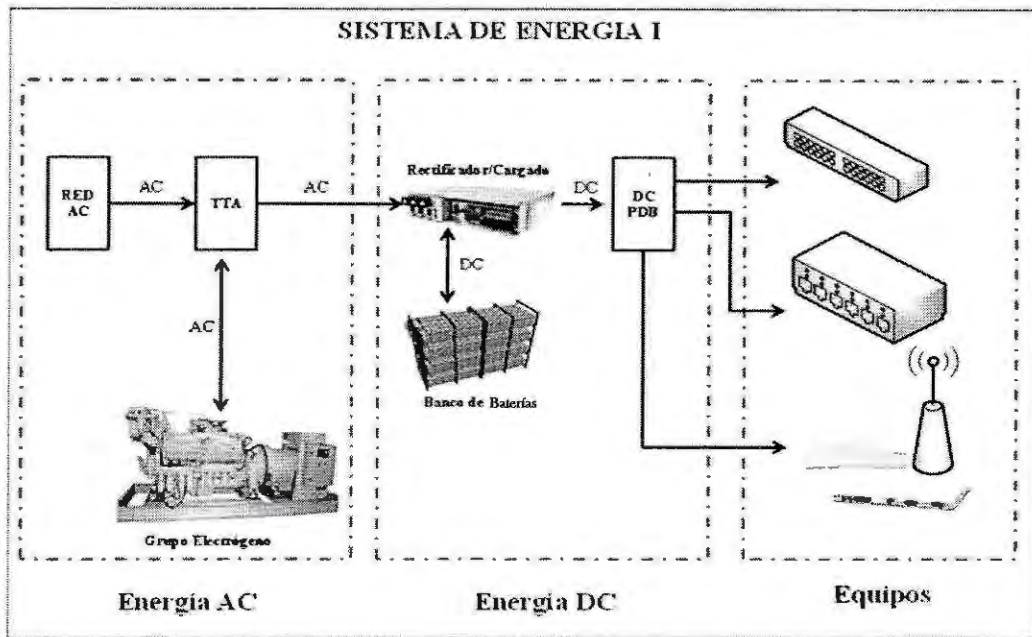 SISTEMA DE ENERGIA I
RED
AC
AC
TTA
AC
AC
Grupo Electrógeno
Energía AC
Rectificador/Cargado
DC
DC
PDB
DC
Banco de Baterías
Energía DC
Equipos